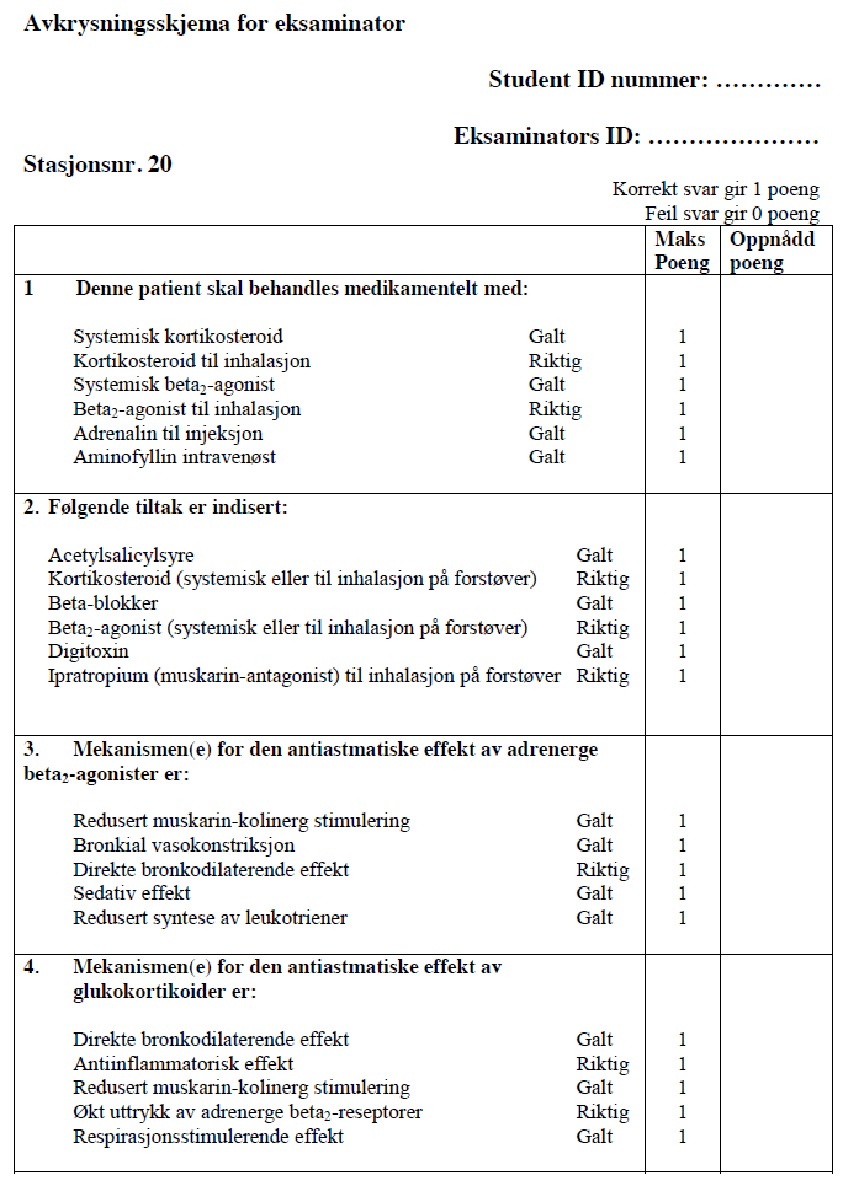 Avkrysningsskjema for eksaminator
Student ID nummer: ………….
Eksaminators ID: …………………
Stasjonsnr. 20
Korrekt svar gir 1 poeng
Feil svar gir 0 poeng
Maks Poeng Oppnådd poeng
1 Denne patient skal behandles medikamentelt med:
Systemisk kortikosteroid Galt 1
Kortikosteroid til inhalasjon Riktig 1
Systemisk beta₂-agonist Galt 1
Beta₂-agonist til inhalasjon Riktig 1
Adrenalin til injeksjon Galt 1
Aminofyllin intravenøst Galt 1
2. Følgende tiltak er indisert:
Acetylsalicylsyre Galt 1
Kortikosteroid (systemisk eller til inhalasjon på forstøver) Riktig 1
Beta-blokker Galt 1
Beta₂-agonist (systemisk eller til inhalasjon på forstøver) Riktig 1
Digitoxin Galt 1
Ipratropium (muskarin-antagonist) til inhalasjon på forstøver Riktig 1
3. Mekanismen(e) for den antiastmatiske effekt av adrenerge
beta₂-agonister er:
Redusert muskarin-kolinerg stimulering Galt 1
Bronkial vasokonstriksjon Galt 1
Direkte bronkodilaterende effekt Riktig 1
Sedativ effekt Galt 1
Redusert syntese av leukotriener Galt 1
4. Mekanismen(e) for den antiastmatiske effekt av
glukokortikoider er:
Direkte bronkodilaterende effekt Galt 1
Antiinflammatorisk effekt Riktig 1
Redusert muskarin-kolinerg stimulering Galt 1
Økt uttrykk av adrenerge beta₂-reseptorer Riktig 1
Respirasjonsstimulerende effekt Galt 1